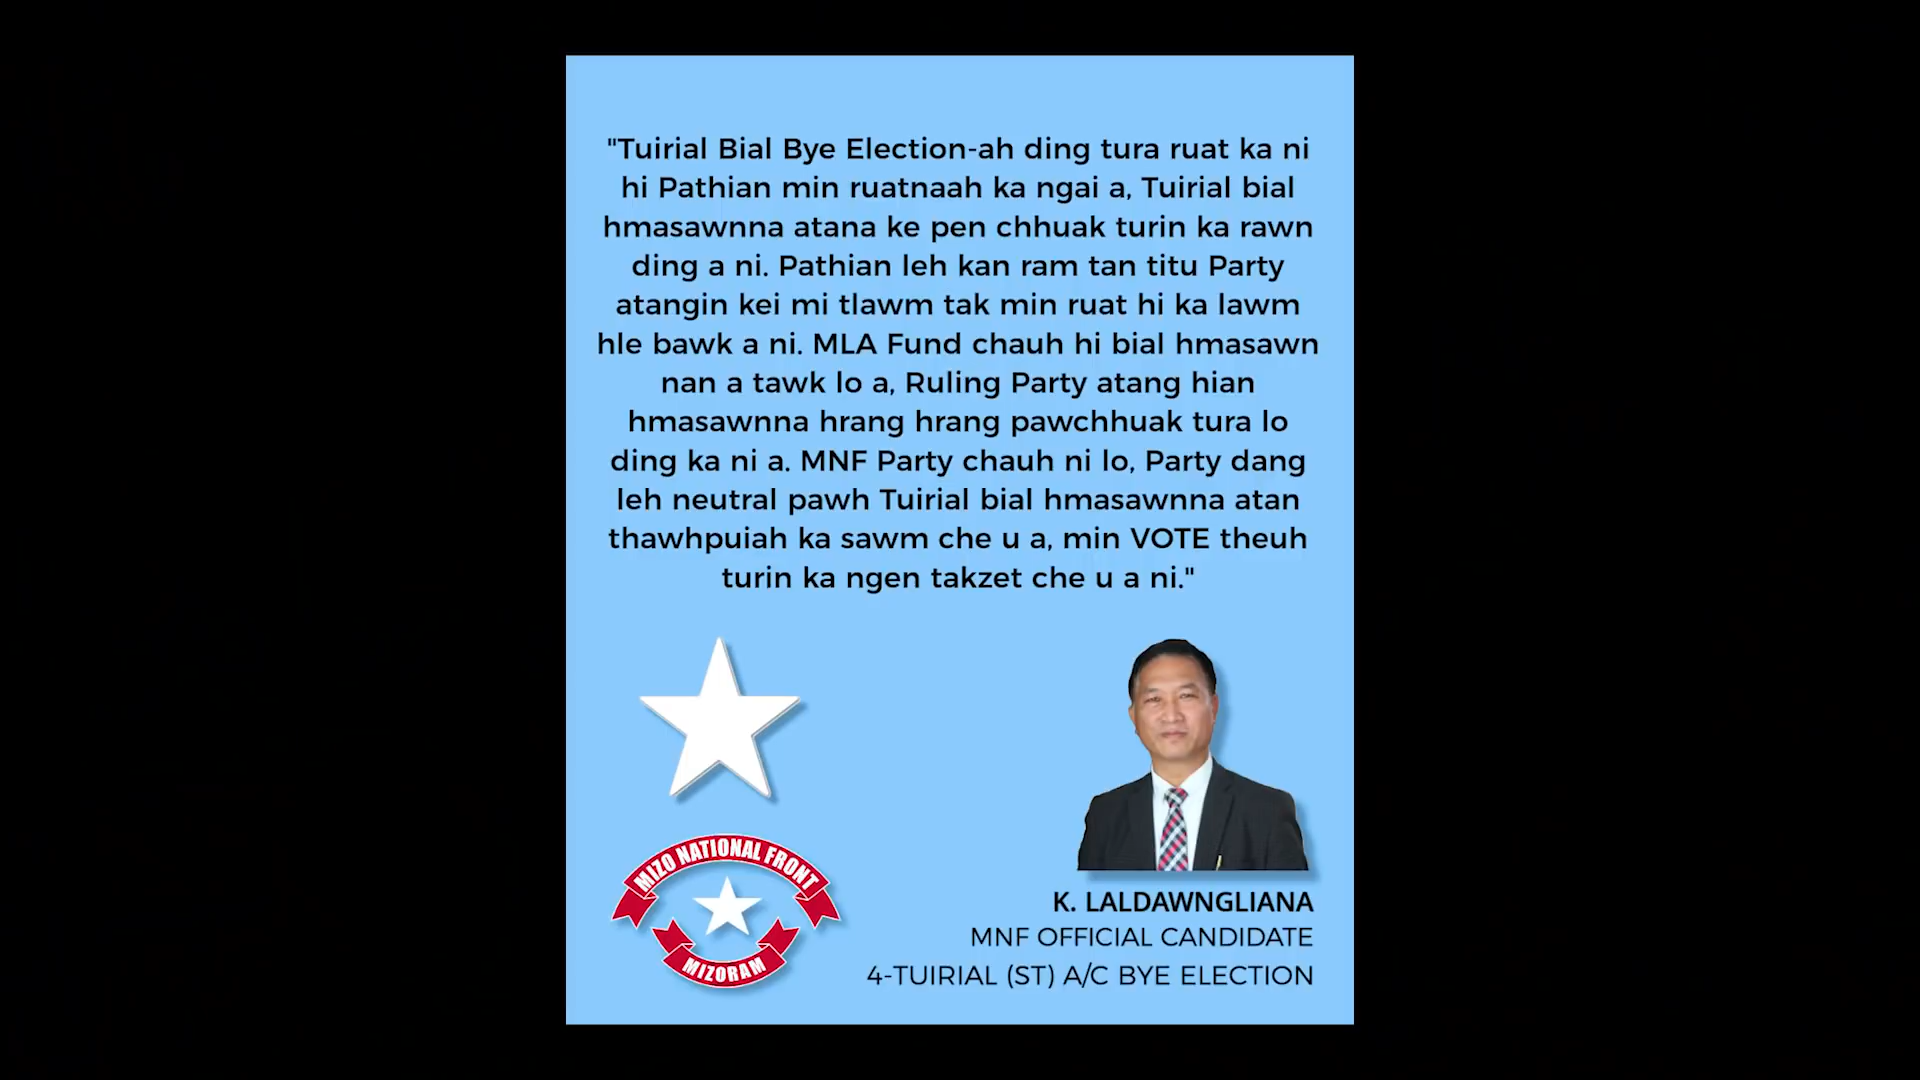 "Tuirial Bial Bye Election-ah ding tura ruat ka ni
hi Pathian min ruatnaah ka ngai a, Tuirial bial
hmasawnna atana ke pen chhuak turin ka rawn
ding a ni. Pathian leh kan ram tan titu Party
atangin kei mi tlawm tak min ruat hi ka lawm
hle bawk a ni. MLA Fund chauh hi bial hmasawn
nan a tawk lo a, Ruling Party atang hian
hmasawnna hrang hrang pawchhuak tura lo
ding ka ni a. MNF Party chauh ni lo, Party dang
leh neutral pawh Tuirial bial hmasawnna atan
thawhpuiah ka sawm che u a, min VOTE theuh
turin ka ngen takzet che u a ni."
MIZO NATIONAL FRONT
MIZORAM
K. LALDAWNGLIANA
MNF OFFICIAL CANDIDATE
4-TUIRIAL (ST) A/C BYE ELECTION